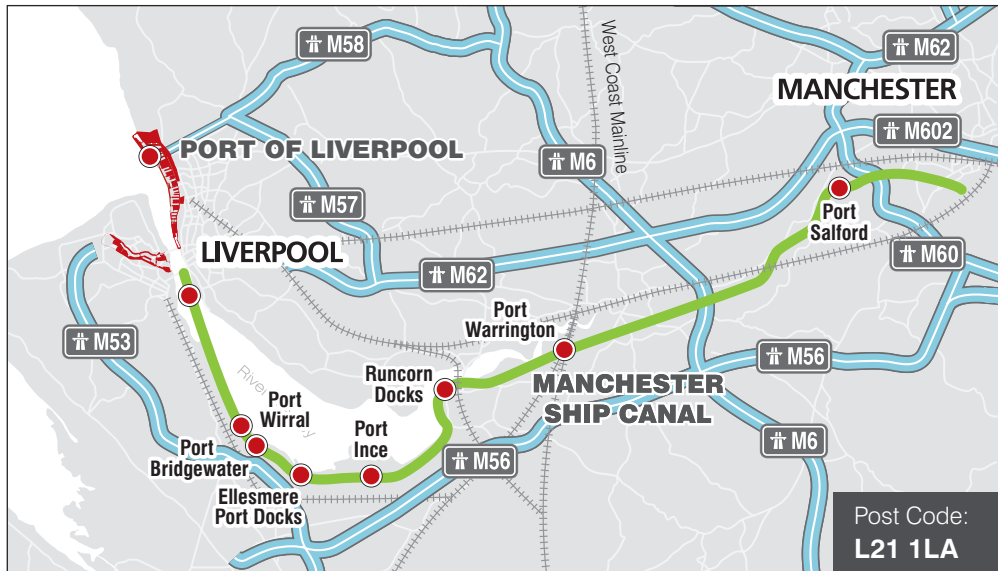 M58
M62
West Coast Mainline
MANCHESTER
M602
PORT OF LIVERPOOL
M6
M57
Port
Salford
LIVERPOOL
M60
M62
Port
Warrington
M53
M56
Runcorn
Docks
MANCHESTER
SHIP CANAL
River
Port
Wirral
Port
Ince
M6
Port
Bridgewater
M56
Ellesmere
Port Docks
Post Code:
L21 1LA